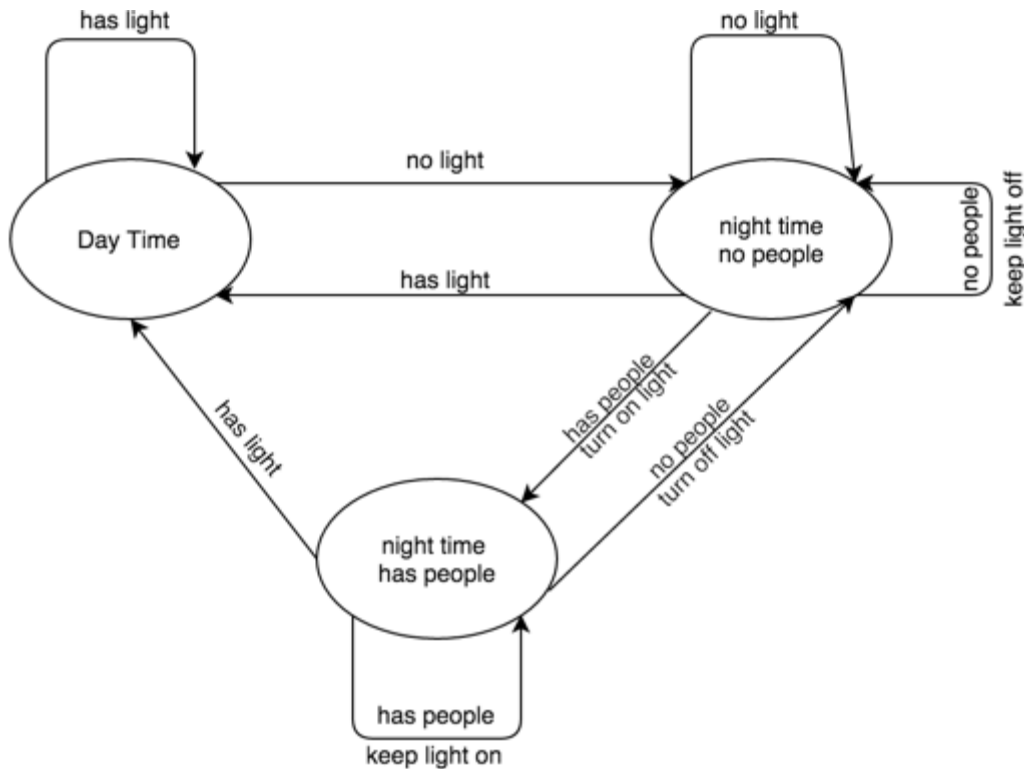 has light
no light
no light
Day Time
night time
no people
no people
keep light off
has light
has people
turn on light
no people
turn off light
has light
night time
has people
has people
keep light on